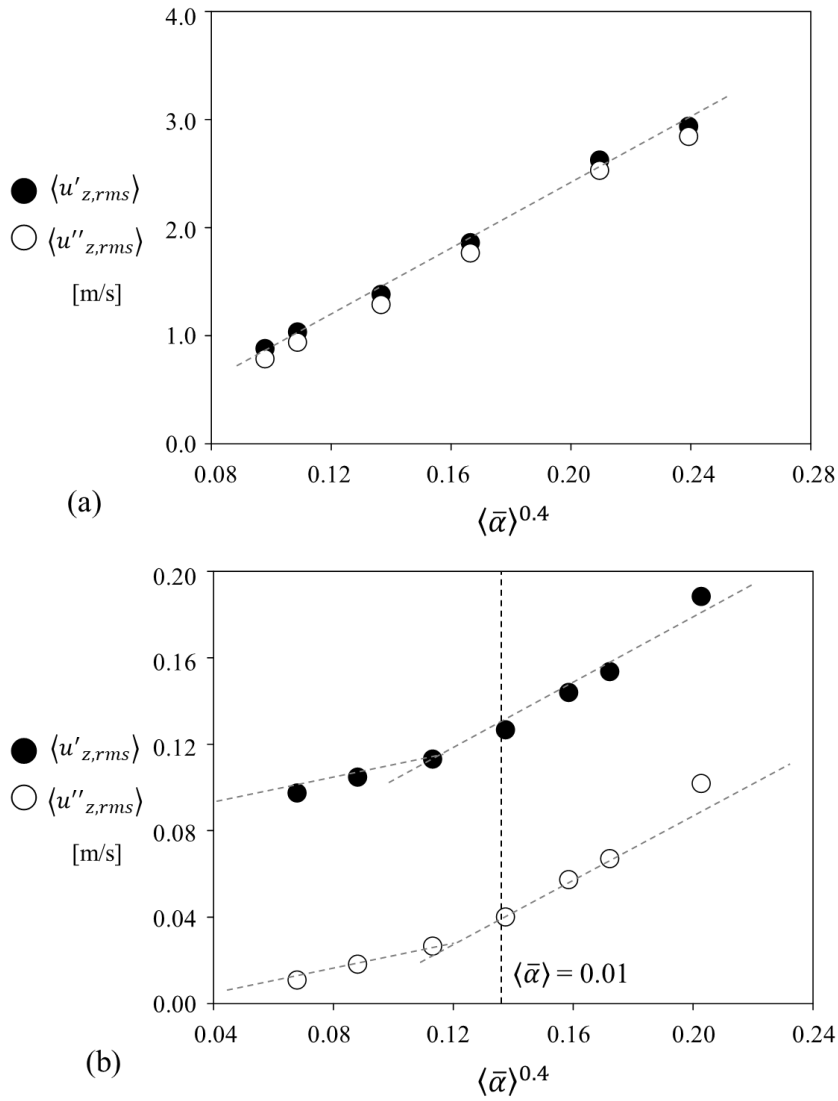 4.0
3.0
2.0
1.0
0.0
⟨u'z,rms⟩
⟨u''z,rms⟩
[m/s]
0.08 0.12 0.16 0.20 0.24 0.28
(a)
⟨ᾱ⟩^0.4
0.20
0.16
0.12
0.08
0.04
0.00
⟨u'z,rms⟩
⟨u''z,rms⟩
[m/s]
⟨ᾱ⟩ = 0.01
0.04 0.08 0.12 0.16 0.20 0.24
(b)
⟨ᾱ⟩^0.4